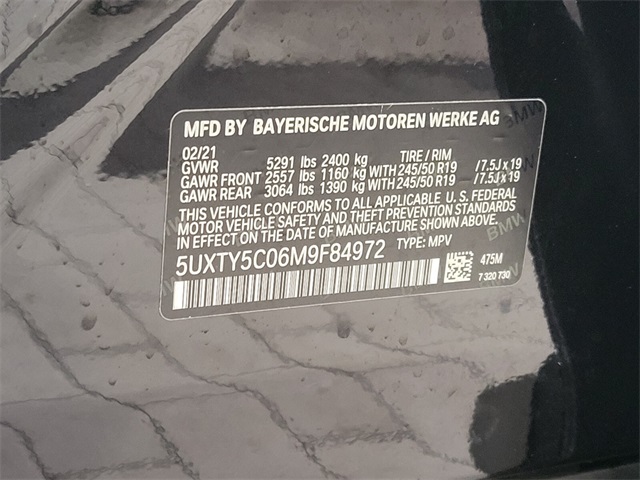 MFD BY BAYERISCHE MOTOREN WERKE AG
02/21
GVWR 5291 lbs 2400 kg TIRE / RIM
GAWR FRONT 2557 lbs 1160 kg WITH 245/50 R19 / 7.5J x 19
GAWR REAR 3064 lbs 1390 kg WITH 245/50 R19 / 7.5J x 19
THIS VEHICLE CONFORMS TO ALL APPLICABLE U. S. FEDERAL
MOTOR VEHICLE SAFETY AND THEFT PREVENTION STANDARDS
IN EFFECT ON THE DATE OF MANUFACTURE SHOWN ABOVE.
5UXTY5C06M9F84972 TYPE: MPV
475M
7 320 730
BMW
BMW
BMW